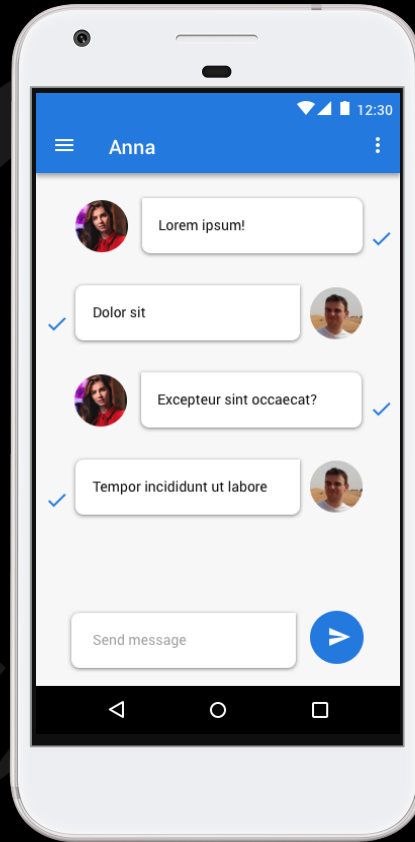 12:30
Anna
Lorem ipsum!
Dolor sit
Excepteur sint occaecat?
Tempor incididunt ut labore
Send message